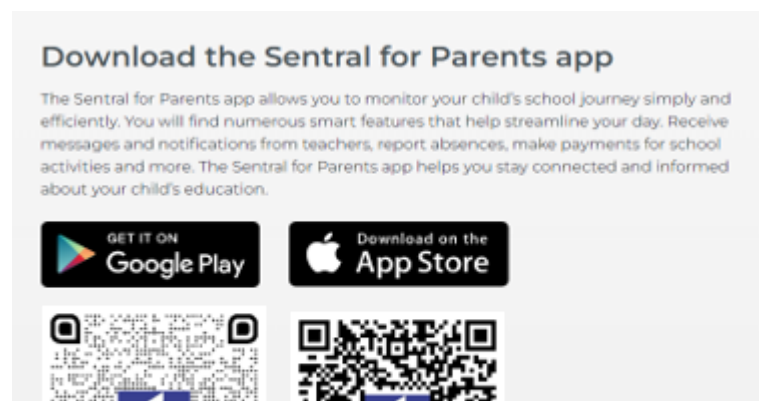 Download the Sentral for Parents app
The Sentral for Parents app allows you to monitor your child's school journey simply and
efficiently. You will find numerous smart features that help streamline your day. Receive
messages and notifications from teachers, report absences, make payments for school
activities and more. The Sentral for Parents app helps you stay connected and informed
about your child's education.
GET IT ON
Google Play
Download on the
App Store